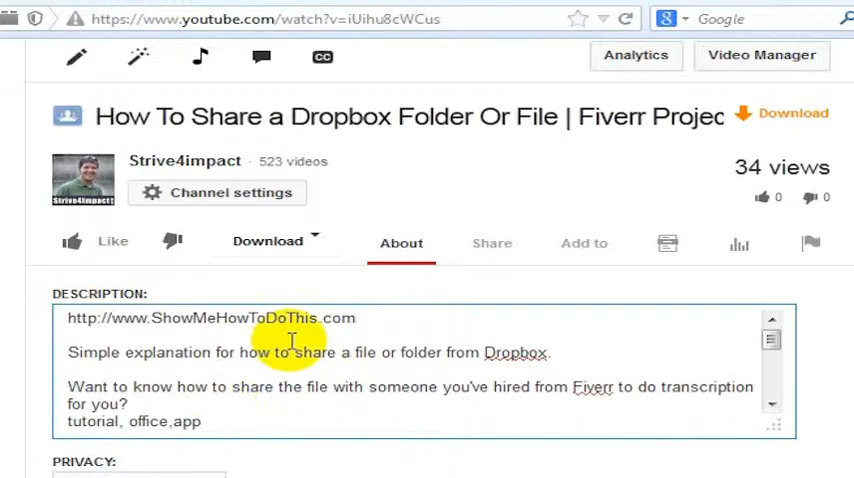 https://www.youtube.com/watch?v=iUihu8cWCus
8
Google
CC
Analytics
Video Manager
How To Share a Dropbox Folder Or File | Fiverr Projec
Download
Strive4impact · 523 videos
34 views
Strive4Impact!
Channel settings
0
0
Like
Download
About
Share
Add to
DESCRIPTION:
http://www.ShowMeHowToDoThis.com
Simple explanation for how to share a file or folder from Dropbox.
Want to know how to share the file with someone you've hired from Fiverr to do transcription
for you?
tutorial, office,app
PRIVACY: